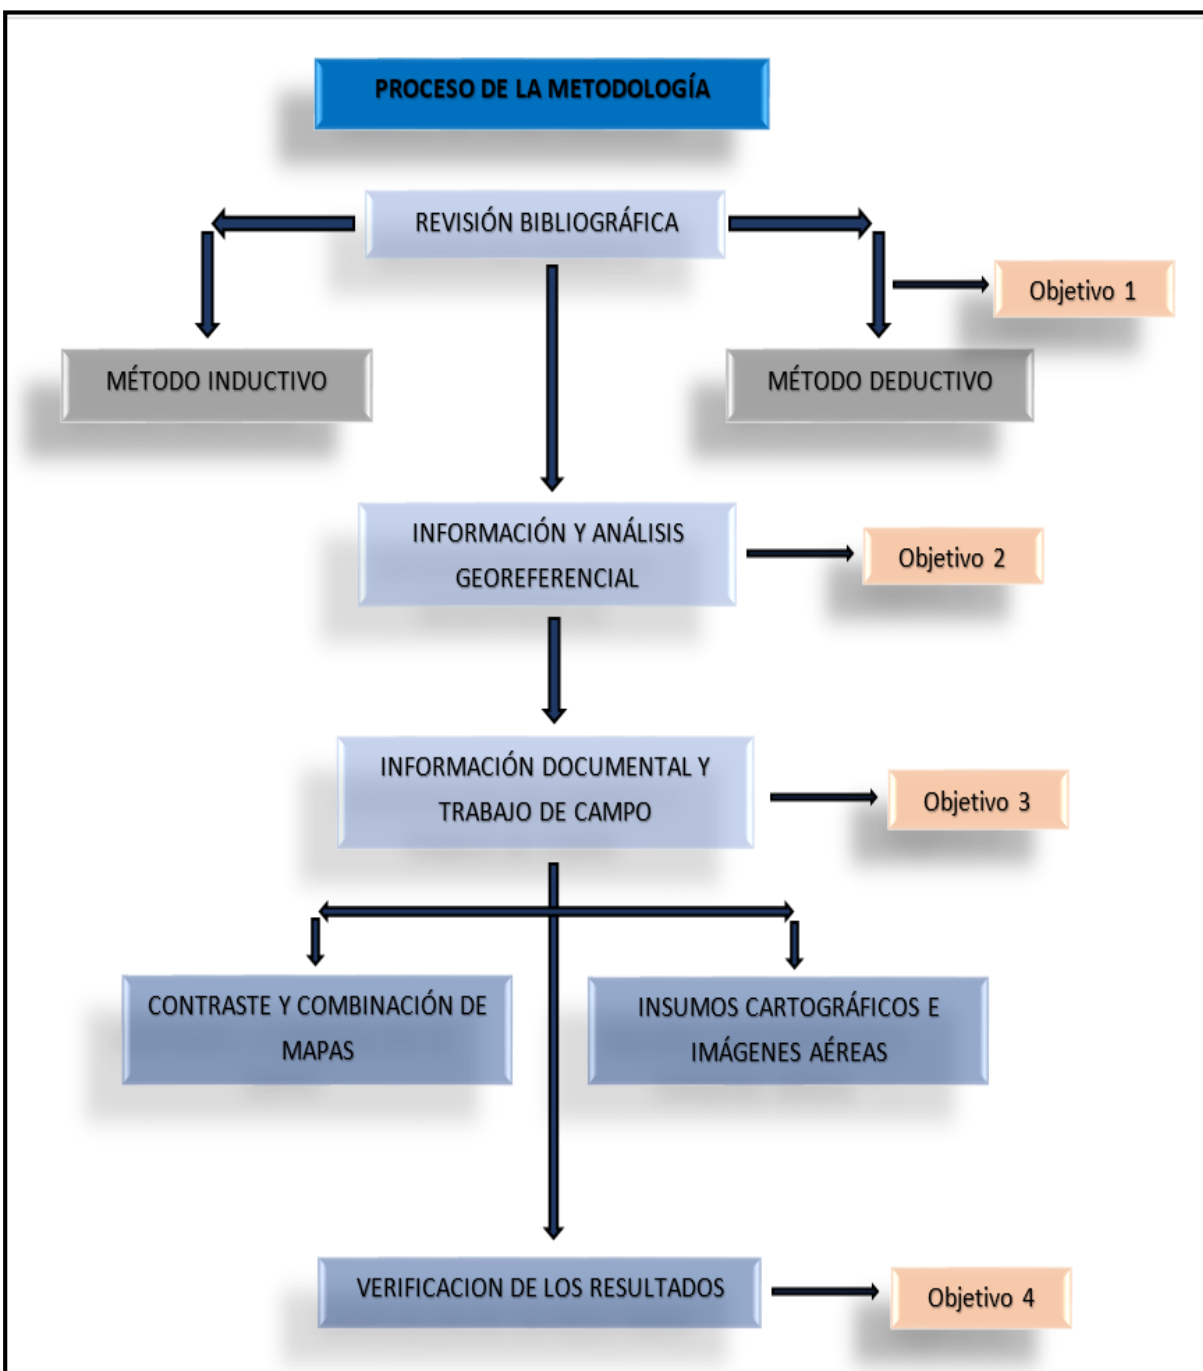 PROCESO DE LA METODOLOGÍA
REVISIÓN BIBLIOGRÁFICA
Objetivo 1
MÉTODO INDUCTIVO
MÉTODO DEDUCTIVO
INFORMACIÓN Y ANÁLISIS
GEOREFERENCIAL
Objetivo 2
INFORMACIÓN DOCUMENTAL Y
TRABAJO DE CAMPO
Objetivo 3
CONTRASTE Y COMBINACIÓN DE
MAPAS
INSUMOS CARTOGRÁFICOS E
IMÁGENES AÉREAS
VERIFICACION DE LOS RESULTADOS
Objetivo 4